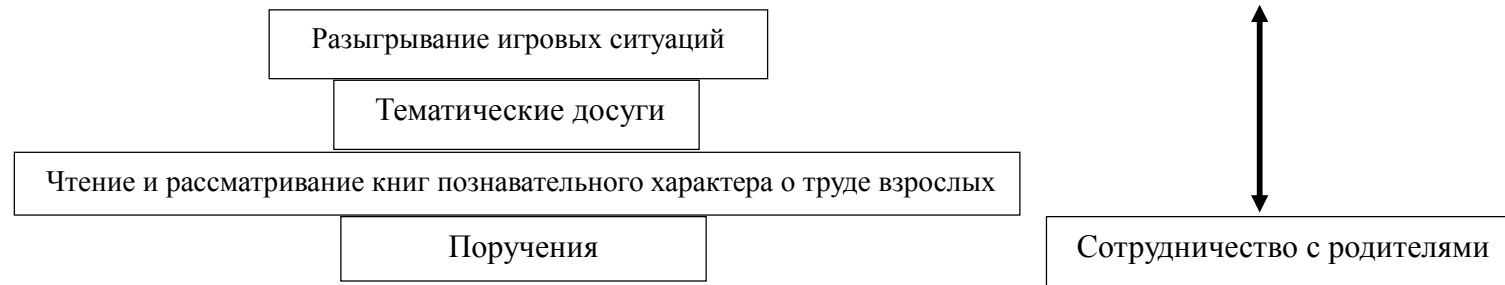 Разыгрывание игровых ситуаций
Тематические досуги
Чтение и рассматривание книг познавательного характера о труде взрослых
Поручения
Сотрудничество с родителями